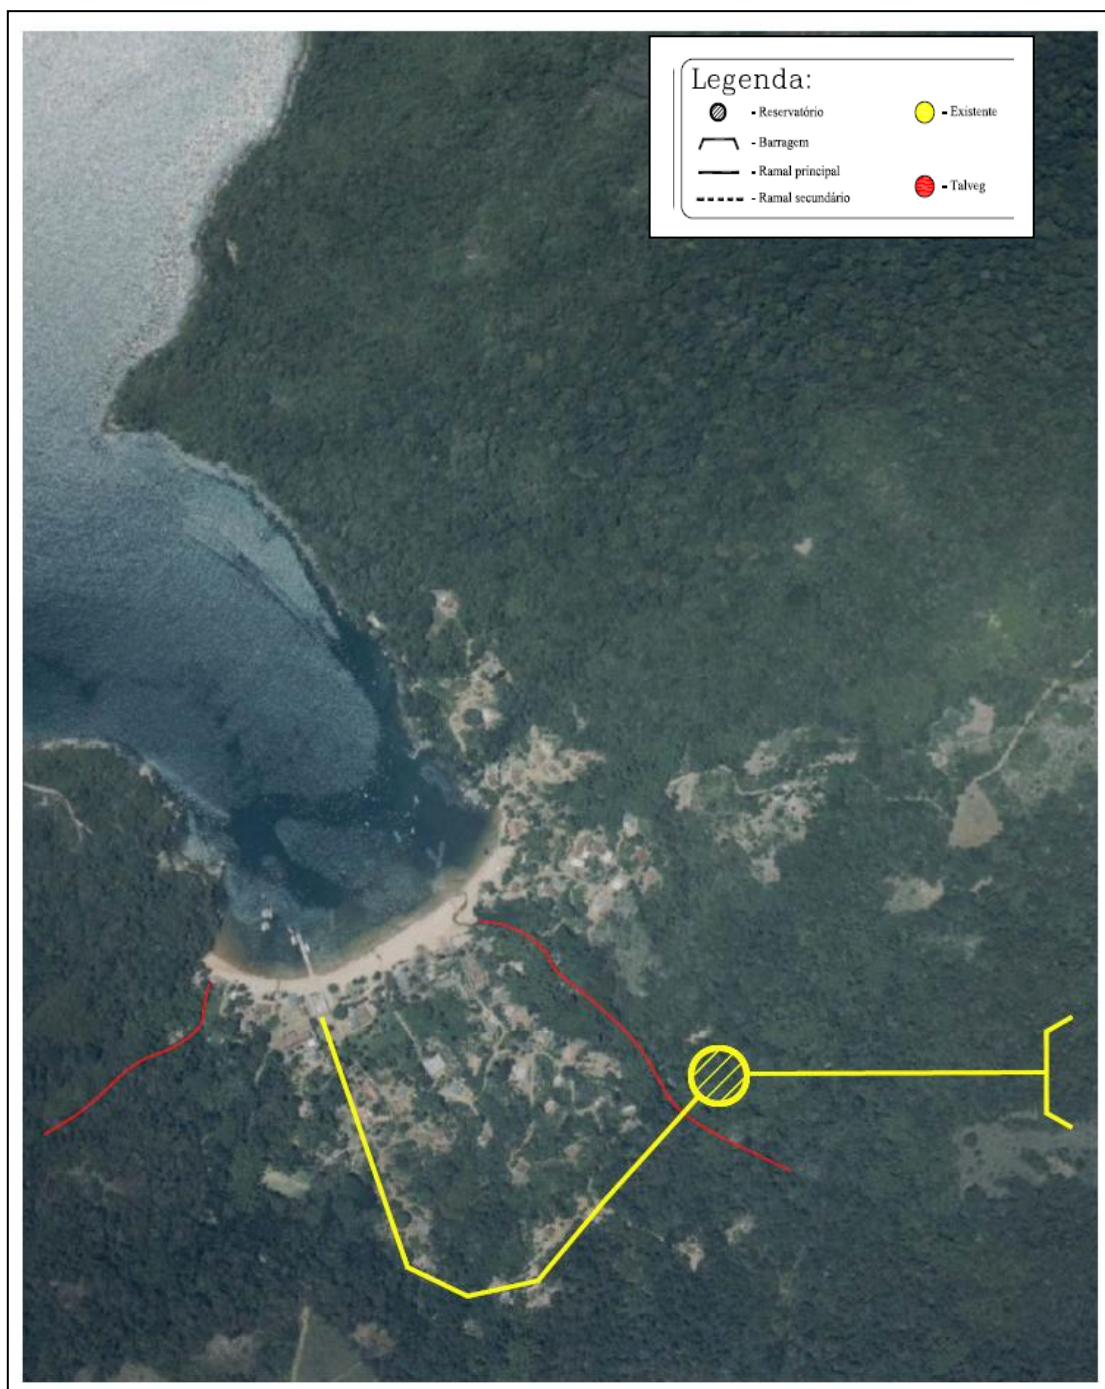 Legenda:
- Reservatório
- Existente
- Barragem
- Ramal principal
- Talveg
- Ramal secundário